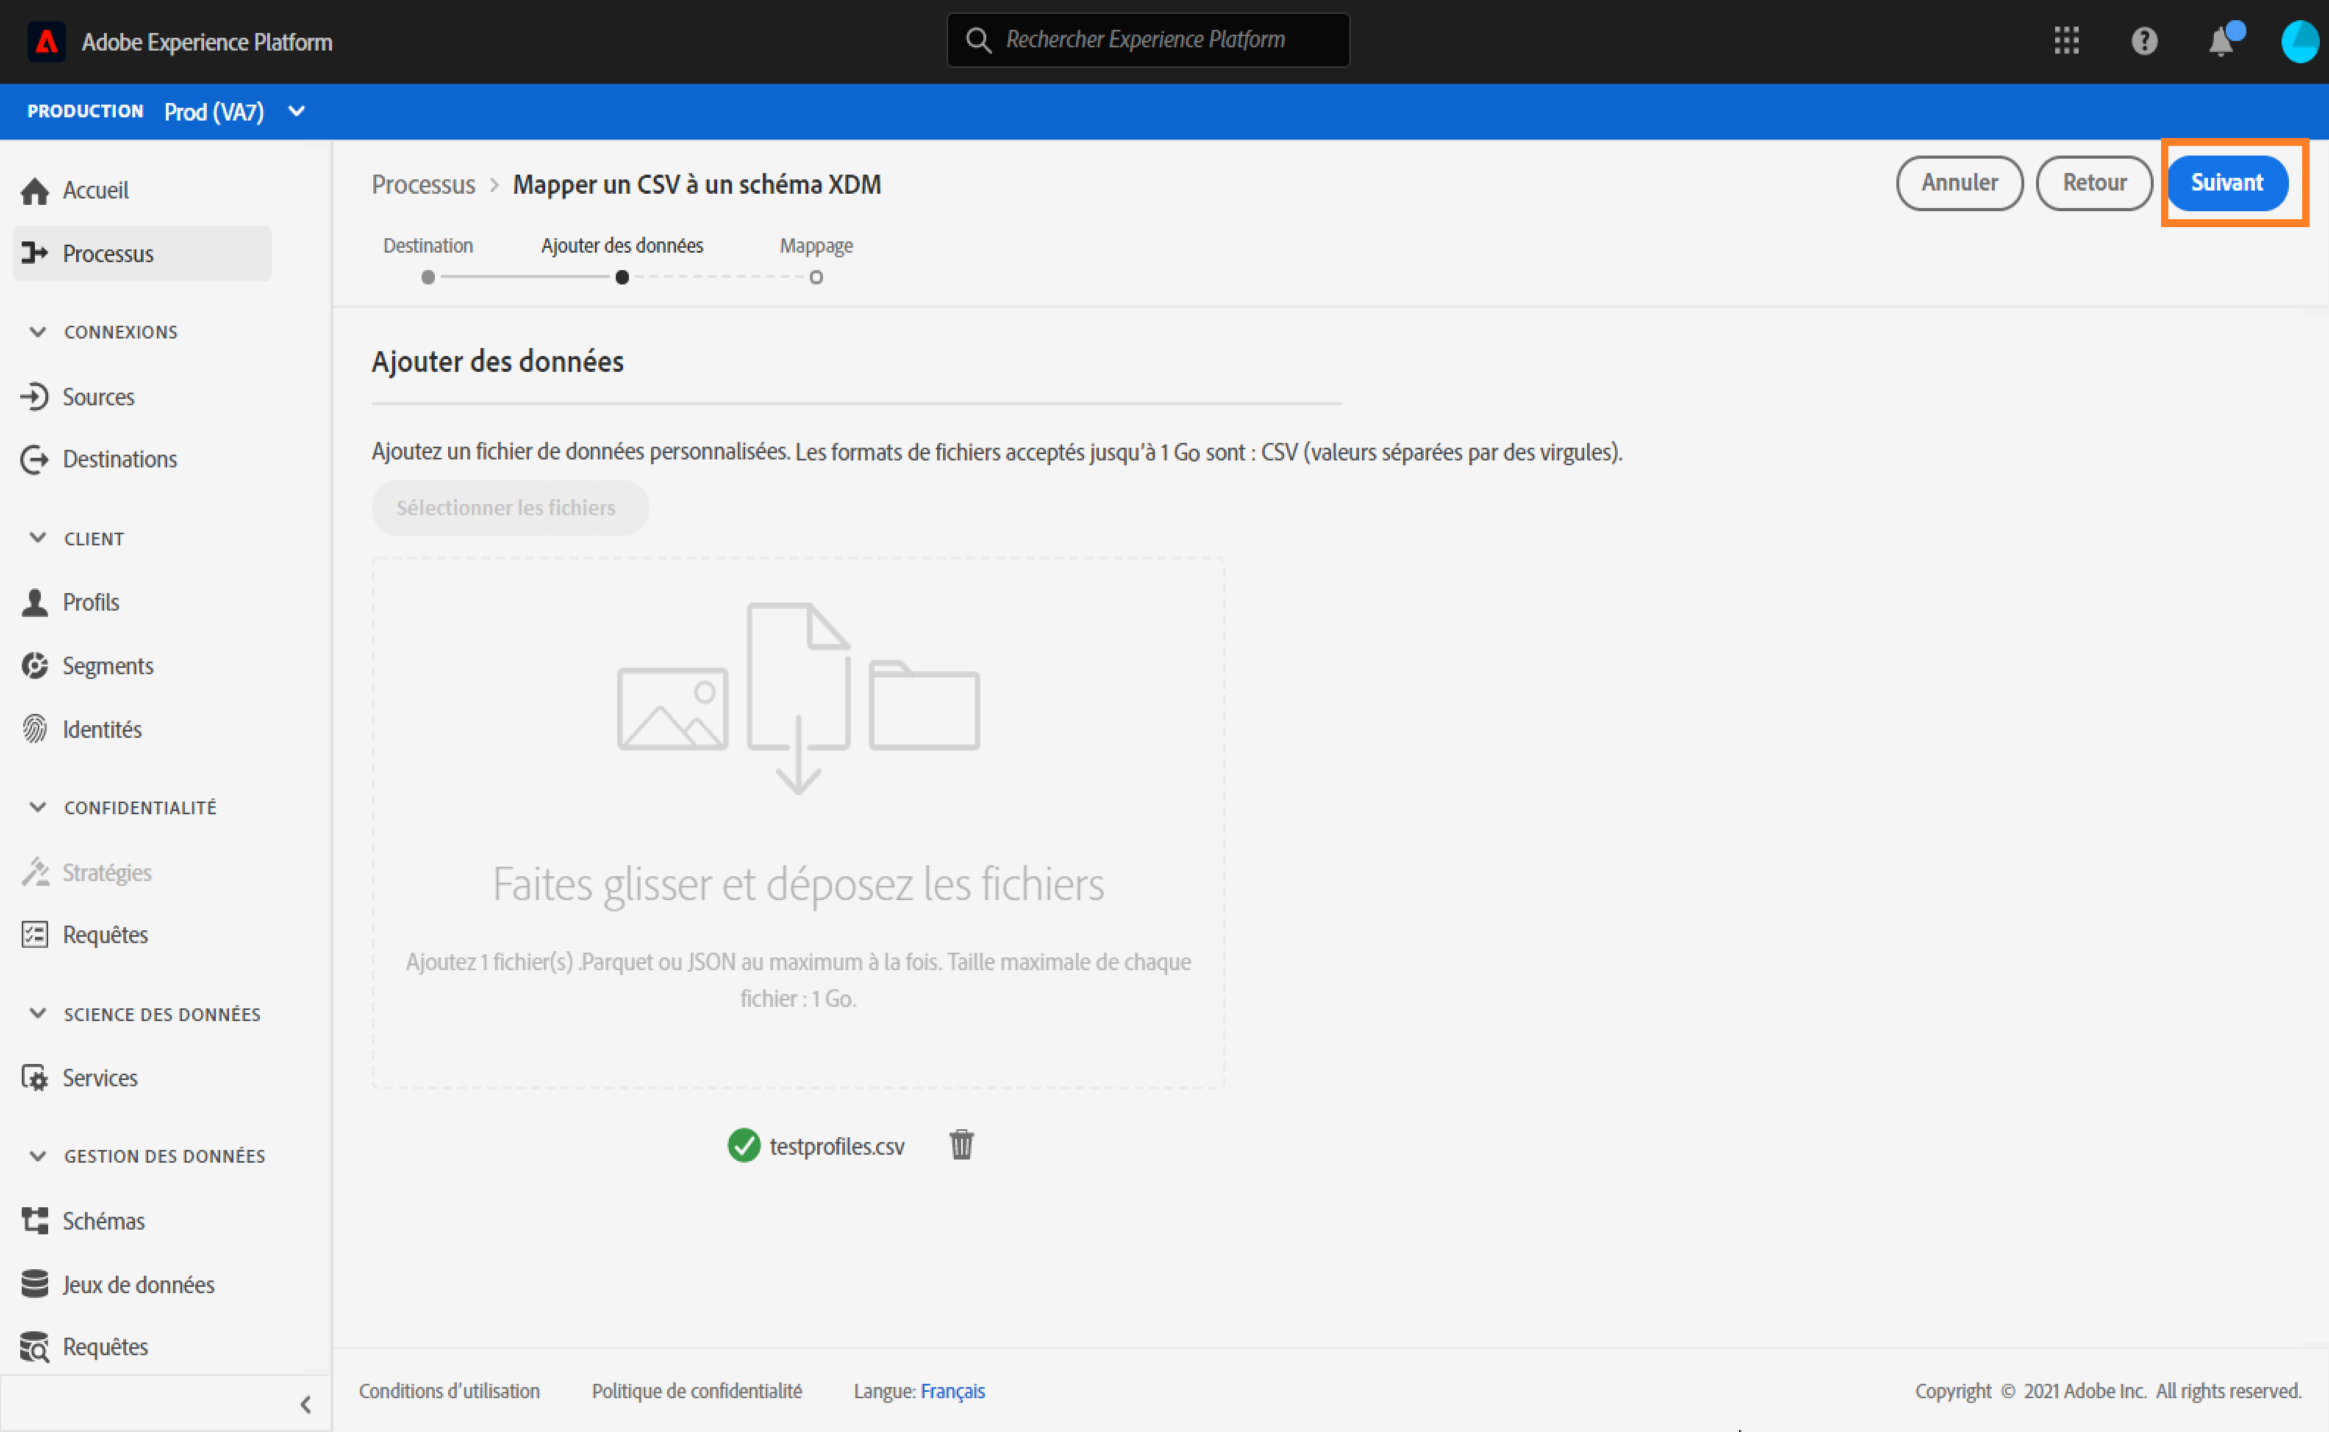 Adobe Experience Platform
Rechercher Experience Platform
PRODUCTION Prod (VA7)
Accueil
Processus
CONNEXIONS
Sources
Destinations
CLIENT
Profils
Segments
Identités
CONFIDENTIALITÉ
Stratégies
Requêtes
SCIENCE DES DONNÉES
Services
GESTION DES DONNÉES
Schémas
Jeux de données
Requêtes
Processus > Mapper un CSV à un schéma XDM
Annuler Retour Suivant
Destination Ajouter des données Mappage
Ajouter des données
Ajoutez un fichier de données personnalisées. Les formats de fichiers acceptés jusqu'à 1 Go sont : CSV (valeurs séparées par des virgules).
Sélectionner les fichiers
Faites glisser et déposez les fichiers
Ajoutez 1 fichier(s) .Parquet ou JSON au maximum à la fois. Taille maximale de chaque
fichier : 1 Go.
testprofiles.csv
Conditions d'utilisation Politique de confidentialité Langue: Français
Copyright © 2021 Adobe Inc. All rights reserved.